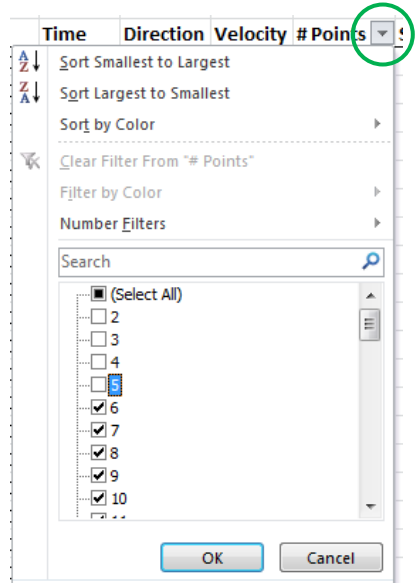 Time Direction Velocity # Points
Sort Smallest to Largest
Sort Largest to Smallest
Sort by Color
Clear Filter From "# Points"
Filter by Color
Number Filters
Search
(Select All)
2
3
4
5
6
7
8
9
10
OK Cancel